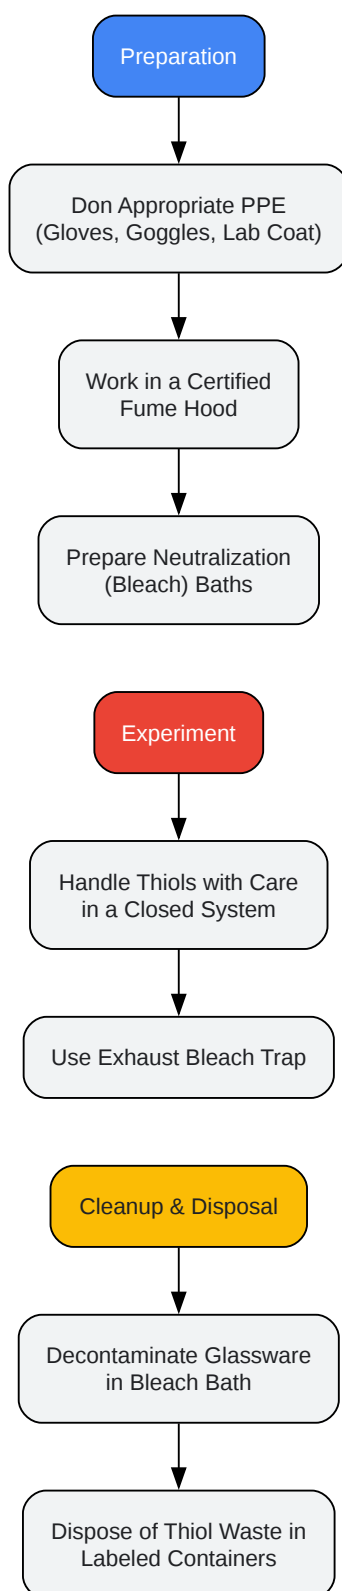 Preparation
Don Appropriate PPE
(Gloves, Goggles, Lab Coat)
Work in a Certified
Fume Hood
Prepare Neutralization
(Bleach) Baths
Experiment
Handle Thiols with Care
in a Closed System
Use Exhaust Bleach Trap
Cleanup & Disposal
Decontaminate Glassware
in Bleach Bath
Dispose of Thiol Waste in
Labeled Containers